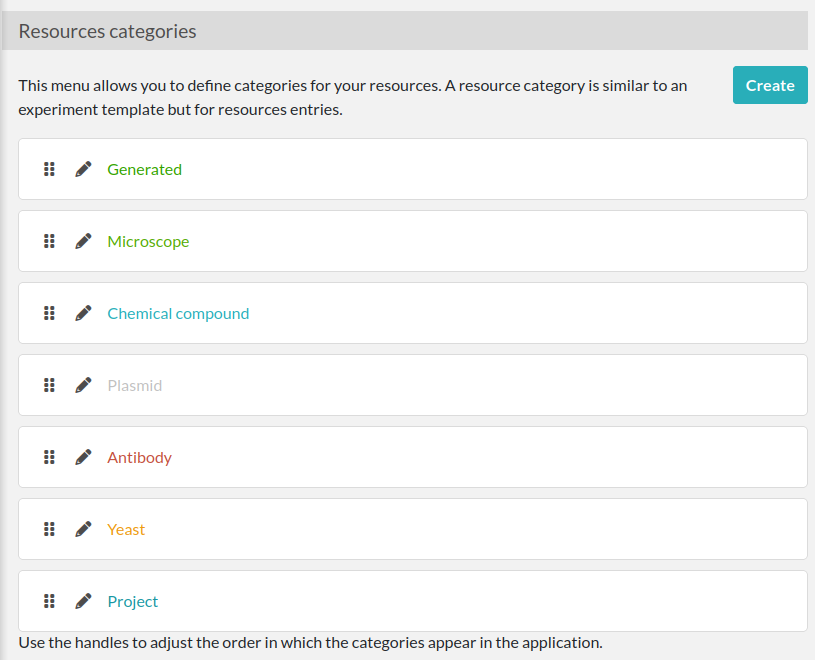 Resources categories
This menu allows you to define categories for your resources. A resource category is similar to an
experiment template but for resources entries.
Create
Generated
Microscope
Chemical compound
Plasmid
Antibody
Yeast
Project
Use the handles to adjust the order in which the categories appear in the application.